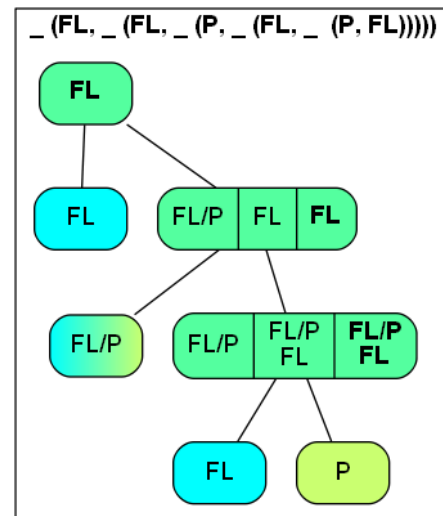 _ (FL, _ (FL, _ (P, _ (FL, _ (P, FL)))))
FL
FL
FL/P FL FL
FL/P
FL/P FL/P FL FL/P FL
FL P